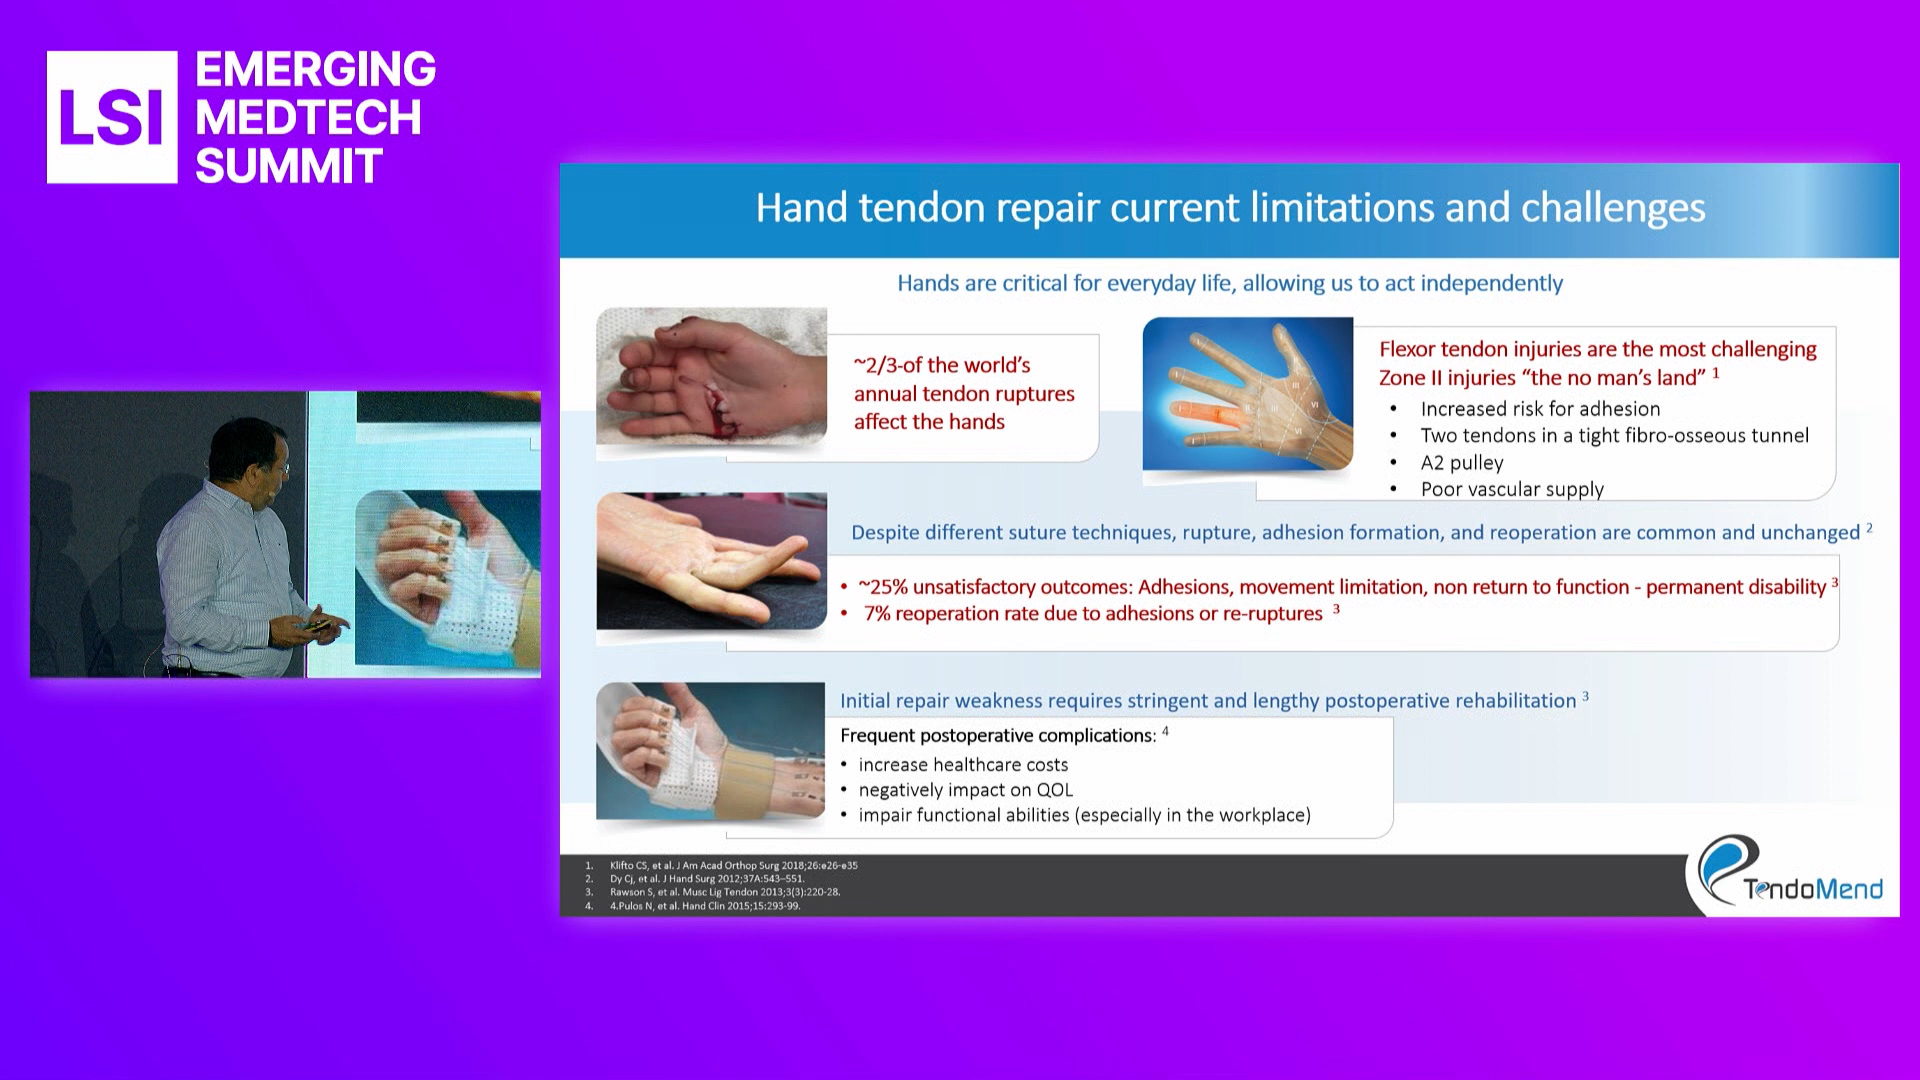 LSI
EMERGING
MEDTECH
SUMMIT
Hand tendon repair current limitations and challenges
Hands are critical for everyday life, allowing us to act independently
~2/3-of the world's
annual tendon ruptures
affect the hands
Flexor tendon injuries are the most challenging
Zone II injuries “the no man's land” 1
• Increased risk for adhesion
• Two tendons in a tight fibro-osseous tunnel
• A2 pulley
• Poor vascular supply
Despite different suture techniques, rupture, adhesion formation, and reoperation are common and unchanged 2
• ~25% unsatisfactory outcomes: Adhesions, movement limitation, non return to function - permanent disability 3
• 7% reoperation rate due to adhesions or re-ruptures 3
Initial repair weakness requires stringent and lengthy postoperative rehabilitation 3
Frequent postoperative complications: 4
• increase healthcare costs
• negatively impact on QOL
• impair functional abilities (especially in the workplace)
1. Klifto CS, et al. J Am Acad Orthop Surg 2018;26:e26-e35
2. Dy Cj, et al. J Hand Surg 2012;37A:543–551.
3. Rawson S, et al. Musc Lig Tendon 2013;3(3):220-28.
4. 4.Pulos N, et al. Hand Clin 2015;15:293-99.
TendoMend